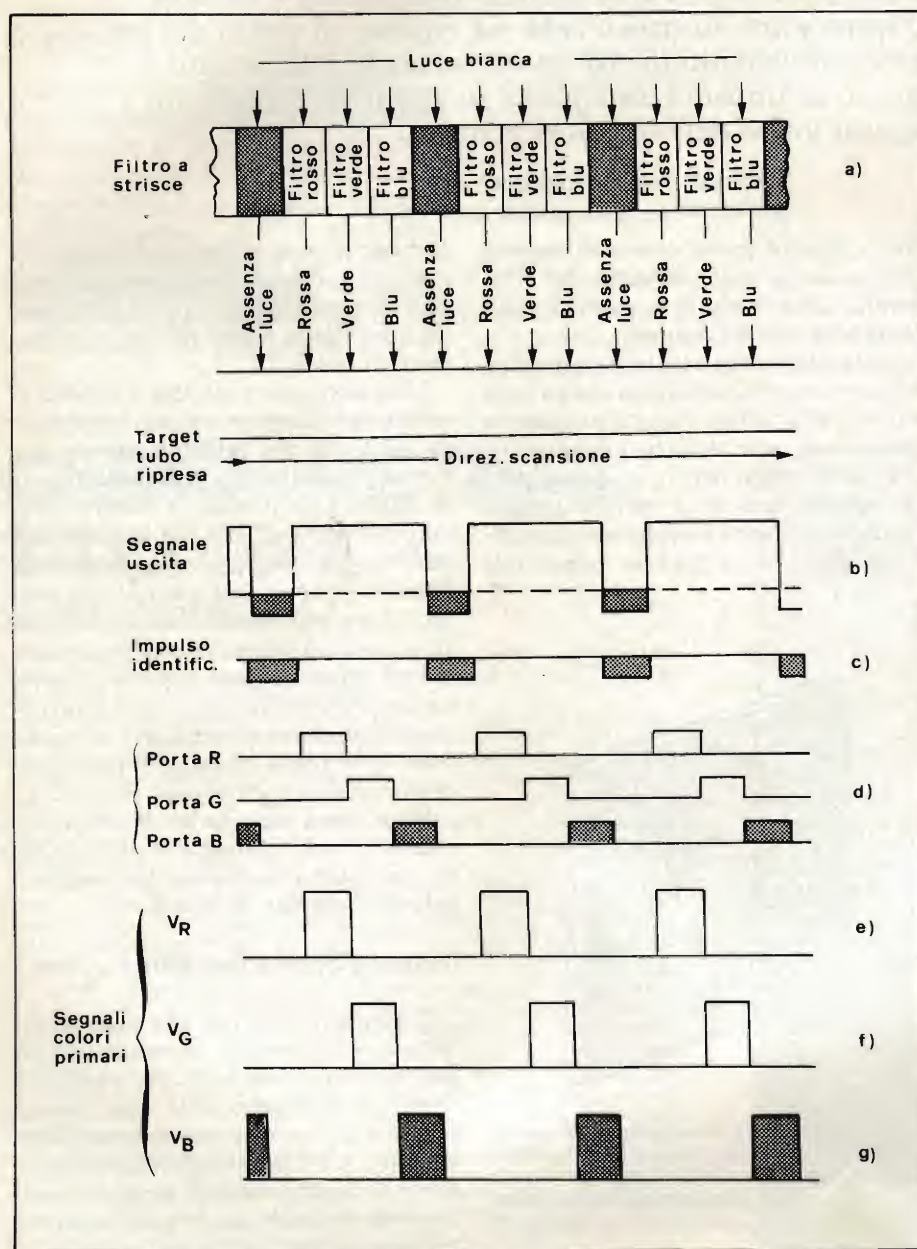 Luce bianca
Filtro a
strisce
Filtro
rosso
Filtro
verde
Filtro
blu
Filtro
rosso
Filtro
verde
Filtro
blu
Filtro
rosso
Filtro
verde
Filtro
blu
a)
Assenza
luce
Rossa
Verde
Blu
Assenza
luce
Rossa
Verde
Blu
Assenza
luce
Rossa
Verde
Blu
Target
tubo
ripresa
Direz. scansione
Segnale
uscita
b)
Impulso
identific.
c)
Porta R
Porta G
d)
Porta B
VR
e)
Segnali
colori
primari
VG
f)
VB
g)